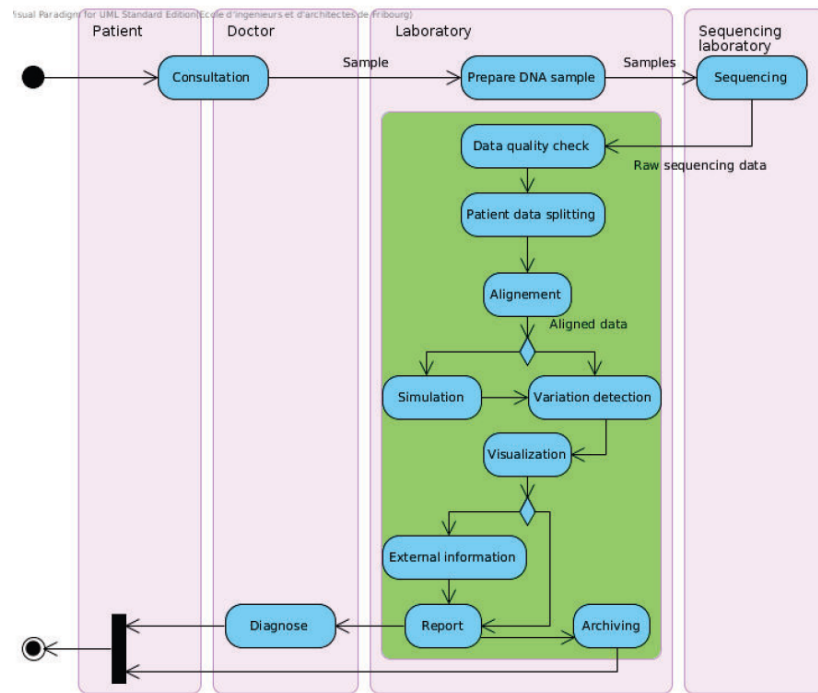 Visual Paradigm for UML Standard Edition(Ecole d'ingenieurs et d'architectes de Fribourg)
Patient
Doctor
Laboratory
Sequencing
laboratory
Consultation
Sample
Prepare DNA sample
Samples
Sequencing
Data quality check
Raw sequencing data
Patient data splitting
Alignement
Aligned data
Simulation
Variation detection
Visualization
External information
Diagnose
Report
Archiving